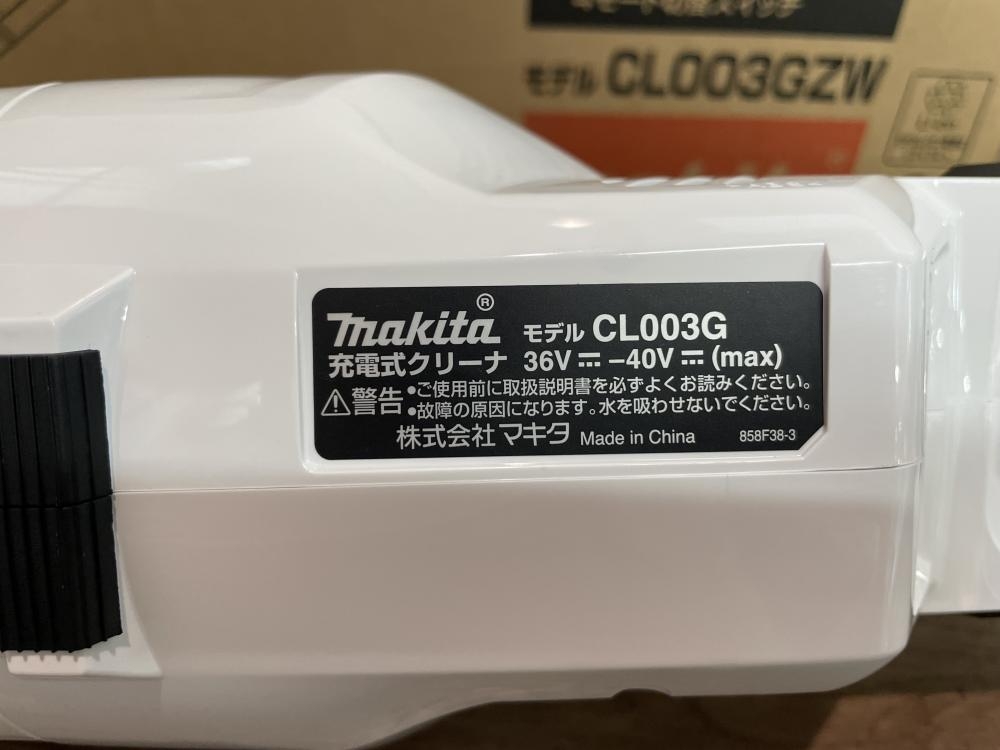 モデル CL003GZW
makita® モデル CL003G
充電式クリーナ 36V⎓–40V⎓(max)
⚠警告 •ご使用前に取扱説明書を必ずよくお読みください。
•故障の原因になります。水を吸わせないでください。
株式会社マキタ Made in China 858F38-3